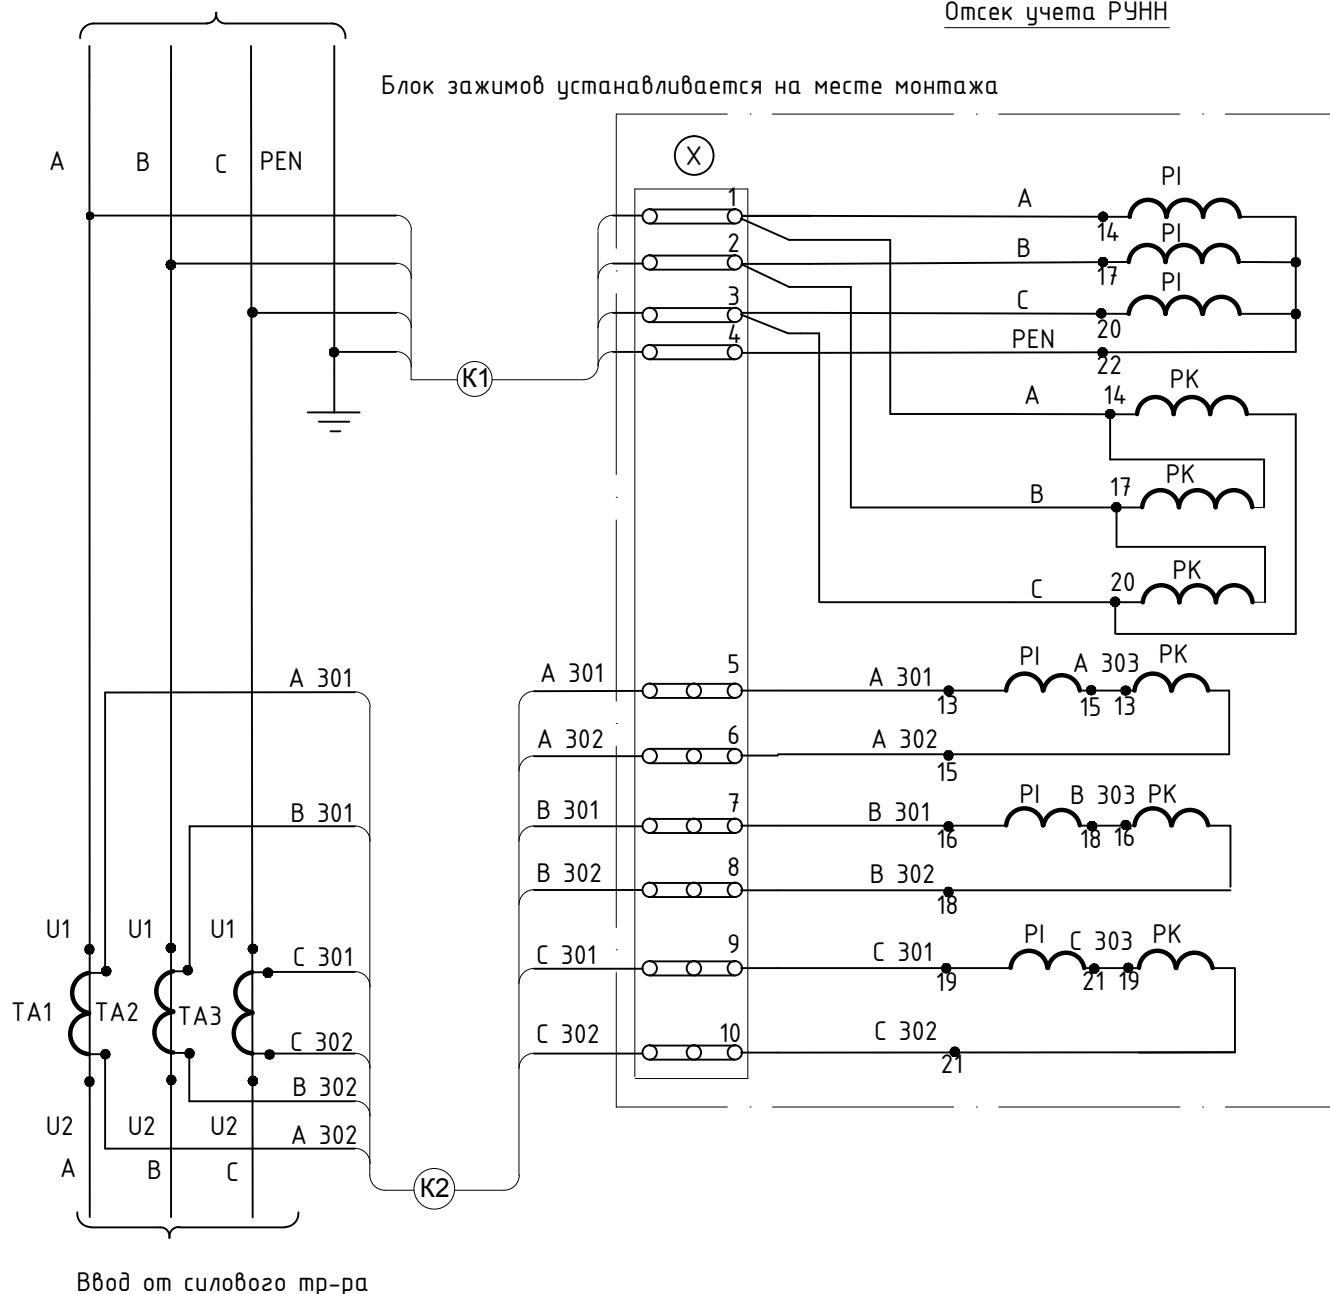 Отсек учета РУНН
Блок зажимов устанавливается на месте монтажа
A
B
C
PEN
X
1
A
PI
14
2
B
PI
17
3
C
PI
20
4
PEN
22
K1
A
14
PK
B
17
PK
C
20
PK
A 301
A 301
5
A 301
13
PI
A 303
15
13
PK
A 302
6
A 302
15
B 301
B 301
7
B 301
16
PI
B 303
18
16
PK
B 302
8
B 302
18
U1
U1
U1
C 301
C 301
9
C 301
19
PI
C 303
21
19
PK
TA1
TA2
TA3
C 302
C 302
10
C 302
21
B 302
U2
U2
U2
A 302
A
B
C
K2
Ввод от силового тр-ра